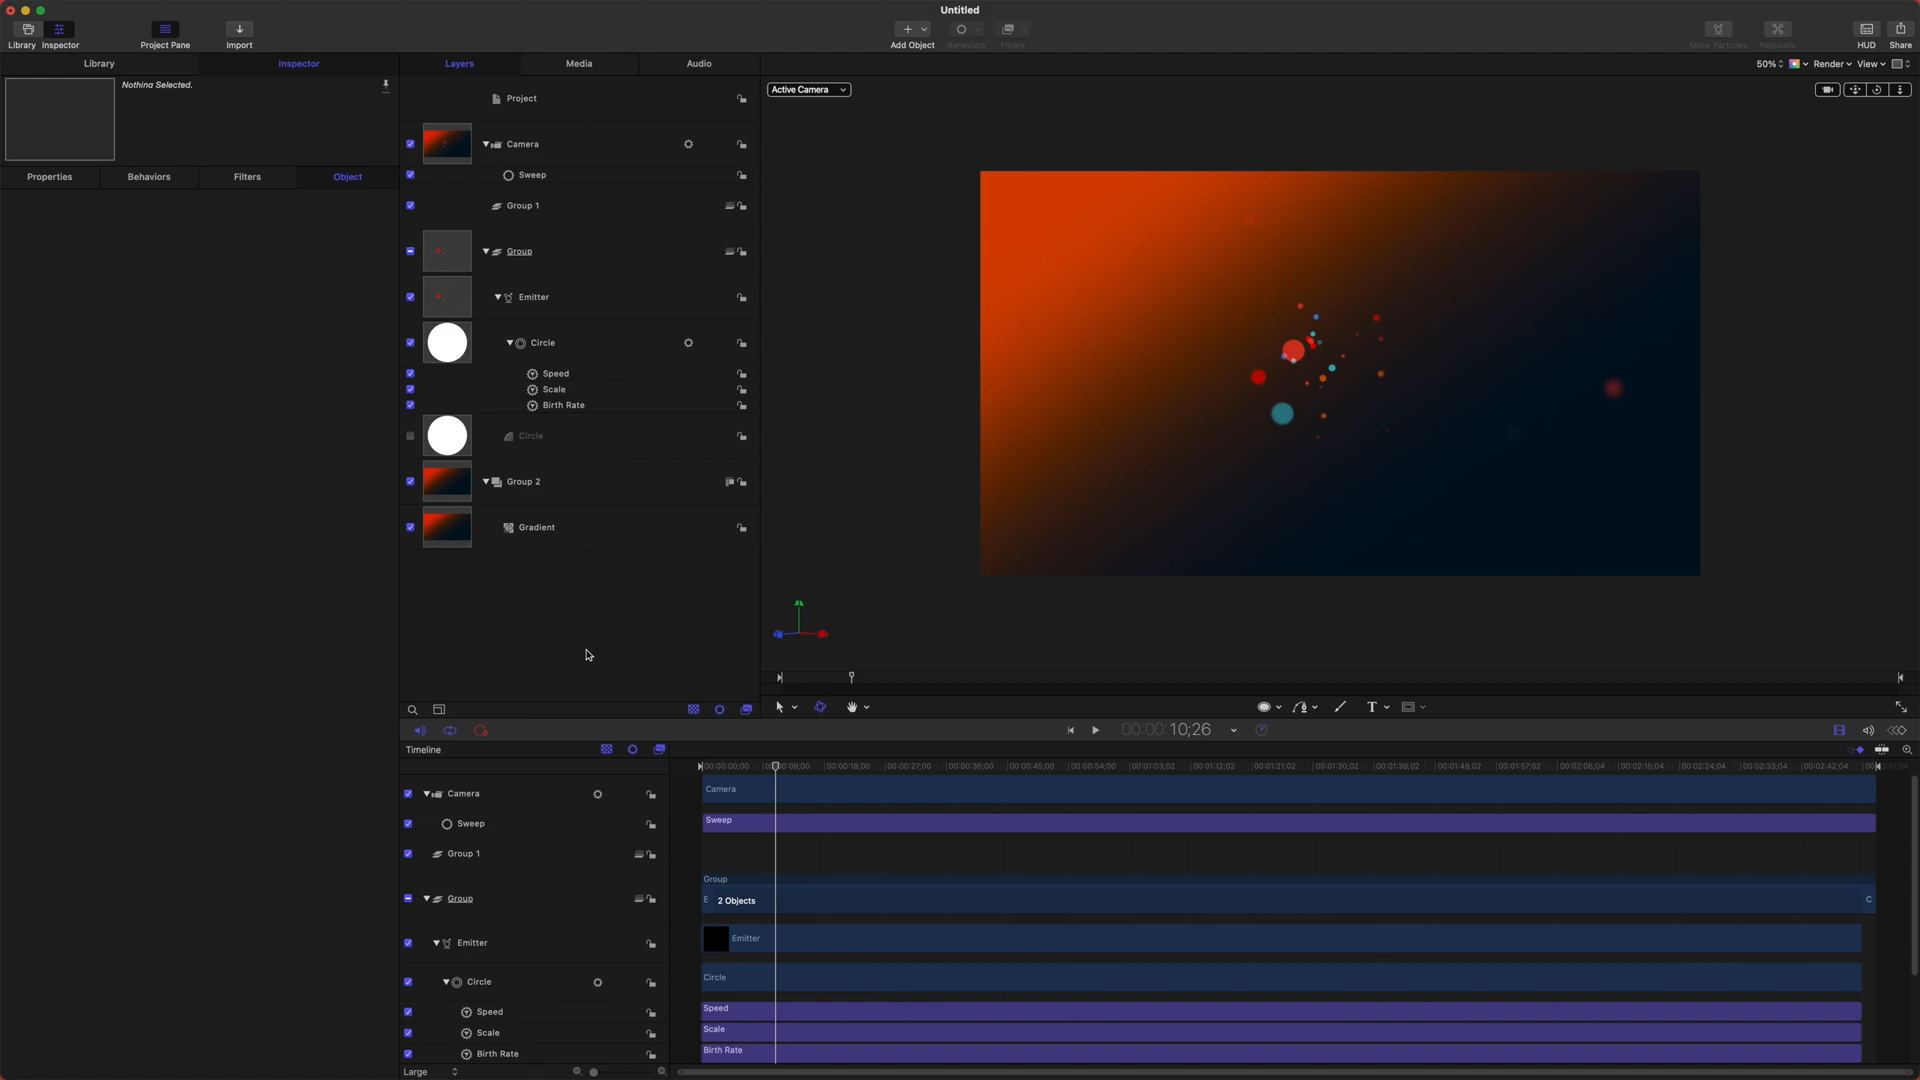 Untitled
Library Inspector Project Pane Import Add Object Behaviors Filters Make Particles Replicate HUD Share
Library Inspector Layers Media Audio 50% Render View
Nothing Selected.
Properties Behaviors Filters Object
Project
Camera
Sweep
Group 1
Group
Emitter
Circle
Speed
Scale
Birth Rate
Circle
Group 2
Gradient
Active Camera
T
00:00:10;26
Timeline
00:00:00;00 00:00:09;00 00:00:18;00 00:00:27;00 00:00:36;00 00:00:45;00 00:00:54;00 00:01:03;02 00:01:12;02 00:01:21;02 00:01:30;02 00:01:39;02 00:01:48;02 00:01:57;02 00:02:06;04 00:02:15;04 00:02:24;04 00:02:33;04 00:02:42;04
Camera Camera
Sweep Sweep
Group 1
Group Group
E 2 Objects C
Emitter Emitter
Circle Circle
Speed Speed
Scale Scale
Birth Rate Birth Rate
Large